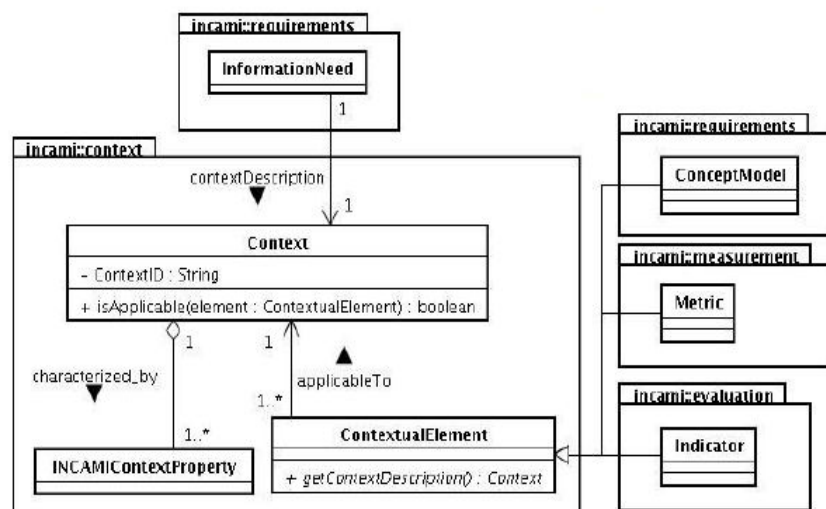 incami::requirements
InformationNeed
1
incami::context
contextDescription
1
Context
- ContextID : String
+ isApplicable(element : ContextualElement) : boolean
1
1
characterized_by
applicableTo
1..*
1..*
INCAMIContextProperty
ContextualElement
+ getContextDescription() : Context
incami::requirements
ConceptModel
incami::measurement
Metric
incami::evaluation
Indicator